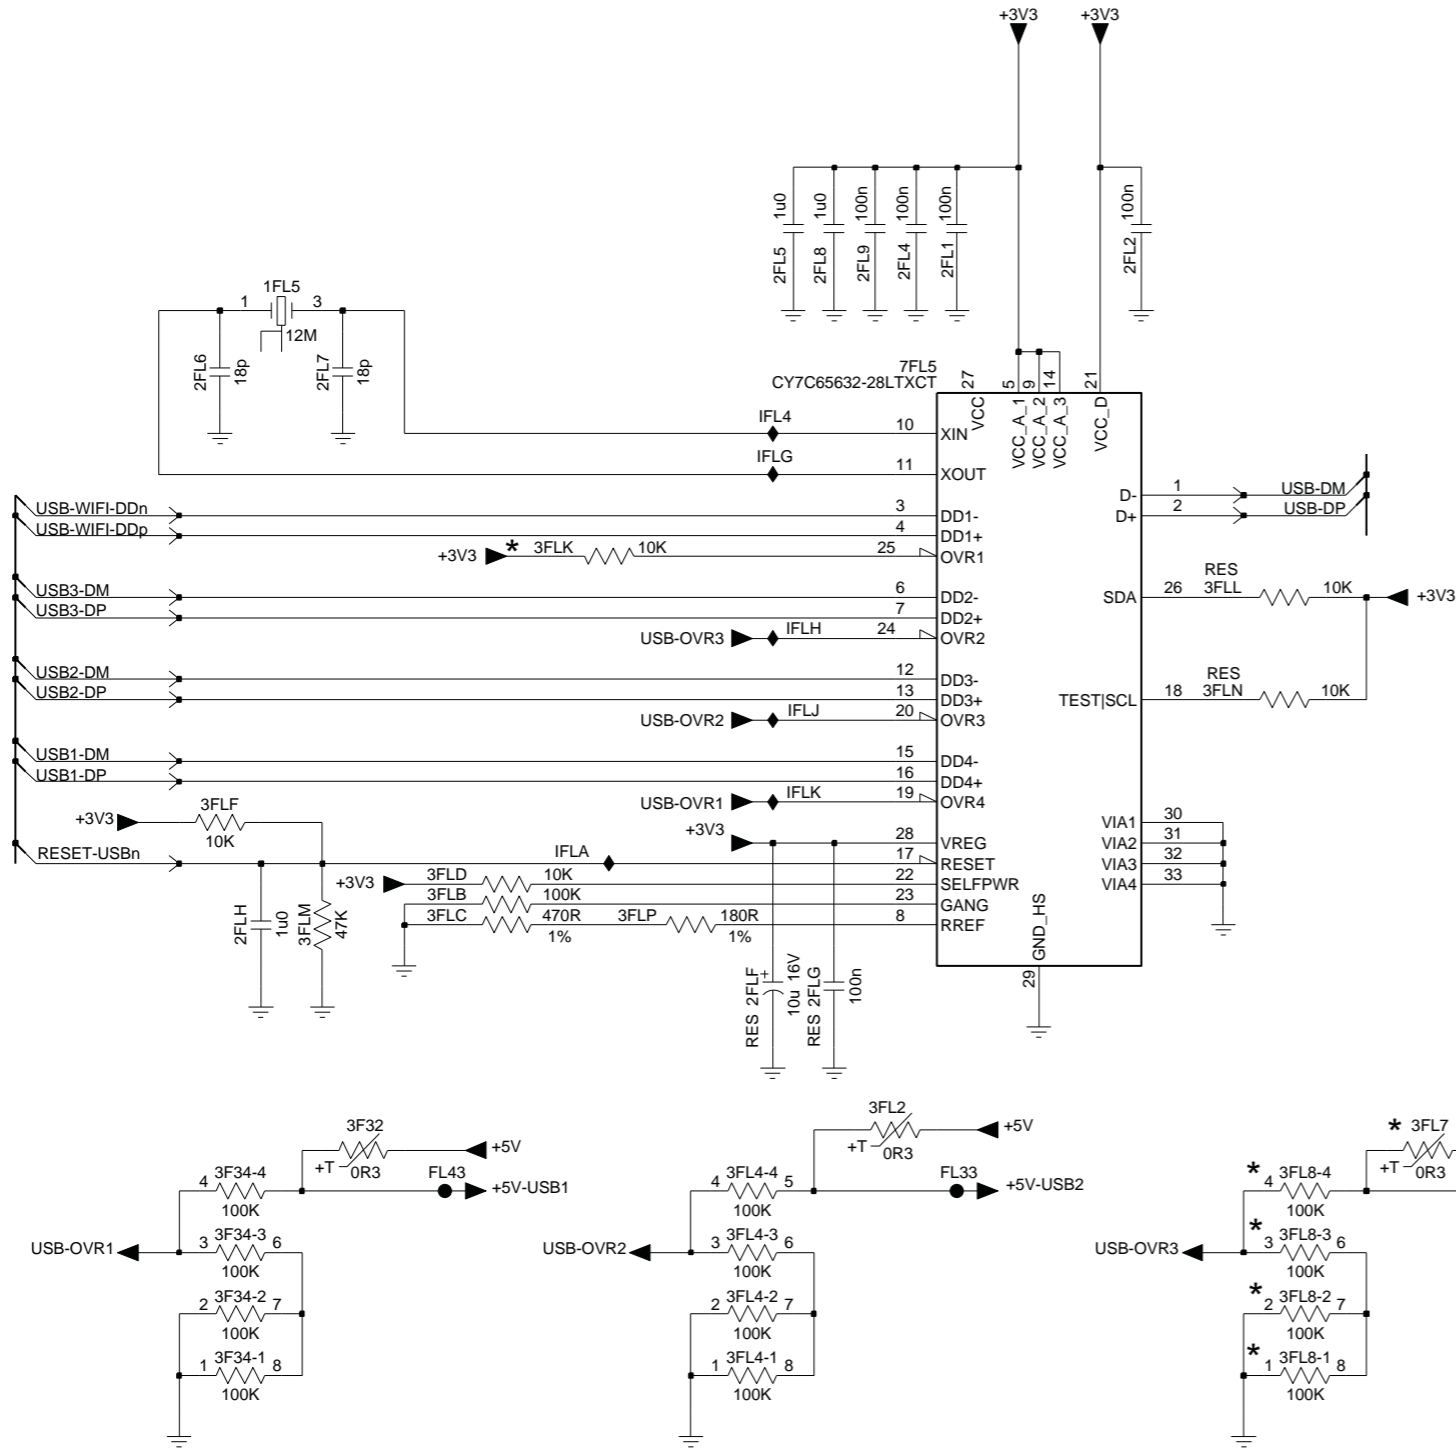 +3V3 +3V3
1u0 1u0 100n 100n 100n 100n
2FL5 2FL8 2FL9 2FL4 2FL1 2FL2
1FL5
1 3
12M
2FL6 18p 2FL7 18p
7FL5
CY7C65632-28LTXCT
27 5 9 14 21
VCC VCC_A_1 VCC_A_2 VCC_A_3 VCC_D
IFL4 10 XIN
IFLG 11 XOUT
USB-WIFI-DDn 3 DD1-
USB-WIFI-DDp 4 DD1+
+3V3 * 3FLK 10K 25 OVR1
USB3-DM 6 DD2-
USB3-DP 7 DD2+
USB-OVR3 IFLH 24 OVR2
USB2-DM 12 DD3-
USB2-DP 13 DD3+
USB-OVR2 IFLJ 20 OVR3
USB1-DM 15 DD4-
USB1-DP 16 DD4+
USB-OVR1 IFLK 19 OVR4
+3V3 3FLF 10K
+3V3 28 VREG
RESET-USBn IFLA 17 RESET
+3V3 3FLD 10K 22 SELFPWR
3FLB 100K 23 GANG
3FLC 470R 3FLP 180R 8 RREF
1% 1%
2FLH 1u0 3FLM 47K
RES 2FLF + 10u 16V RES 2FLG 100n
GND_HS
29
D- 1 USB-DM
D+ 2 USB-DP
RES
SDA 26 3FLL 10K +3V3
RES
TEST|SCL 18 3FLN 10K
VIA1 30
VIA2 31
VIA3 32
VIA4 33
3F32 +5V
+T 0R3
4 3F34-4 FL43 +5V-USB1
100K
USB-OVR1 3 3F34-3 6
100K
2 3F34-2 7
100K
1 3F34-1 8
100K
3FL2 +5V
+T 0R3
4 3FL4-4 5 FL33 +5V-USB2
100K
USB-OVR2 3 3FL4-3 6
100K
2 3FL4-2 7
100K
1 3FL4-1 8
100K
* 3FL7
+T 0R3
* 4 3FL8-4
100K
USB-OVR3 * 3 3FL8-3 6
100K
* 2 3FL8-2 7
100K
* 1 3FL8-1 8
100K